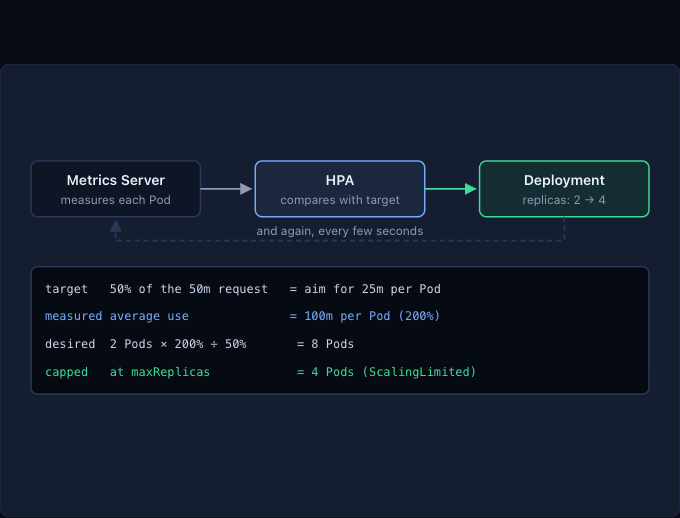 Metrics Server
measures each Pod
HPA
compares with target
Deployment
replicas: 2 → 4
and again, every few seconds
target 50% of the 50m request = aim for 25m per Pod
measured average use = 100m per Pod (200%)
desired 2 Pods × 200% ÷ 50% = 8 Pods
capped at maxReplicas = 4 Pods (ScalingLimited)